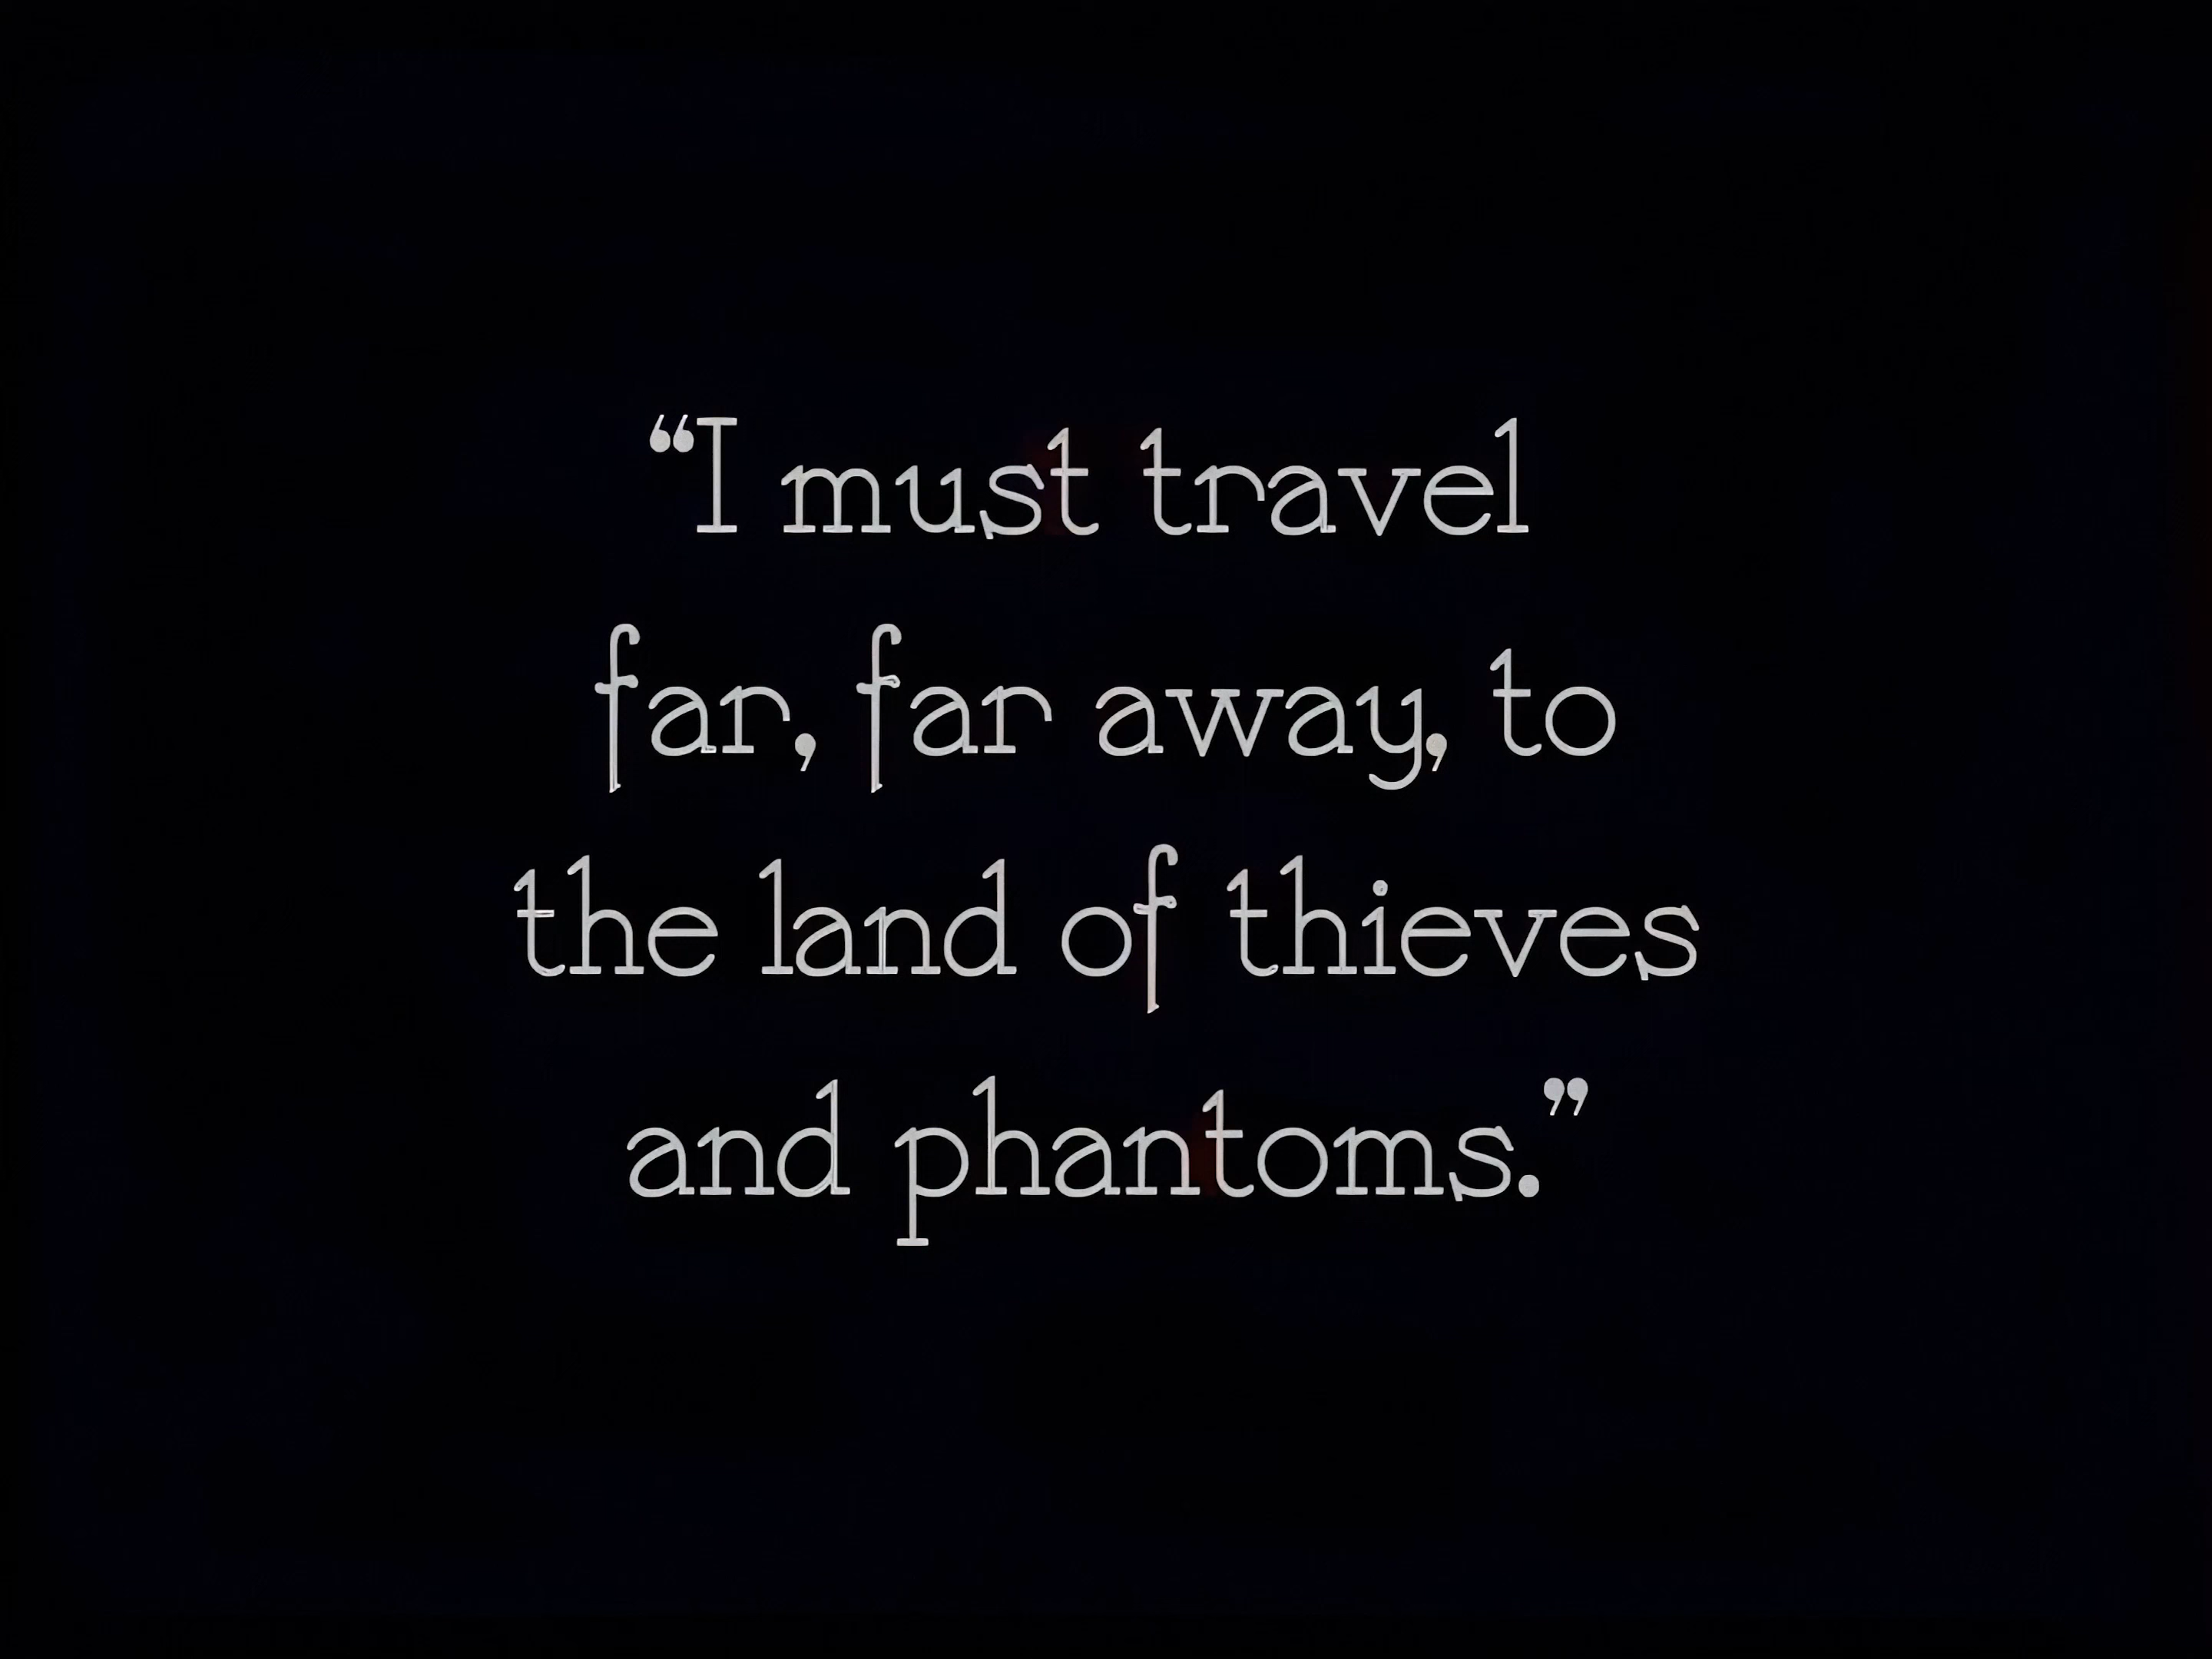 “I must travel
far, far away, to
the land of thieves
and phantoms.”